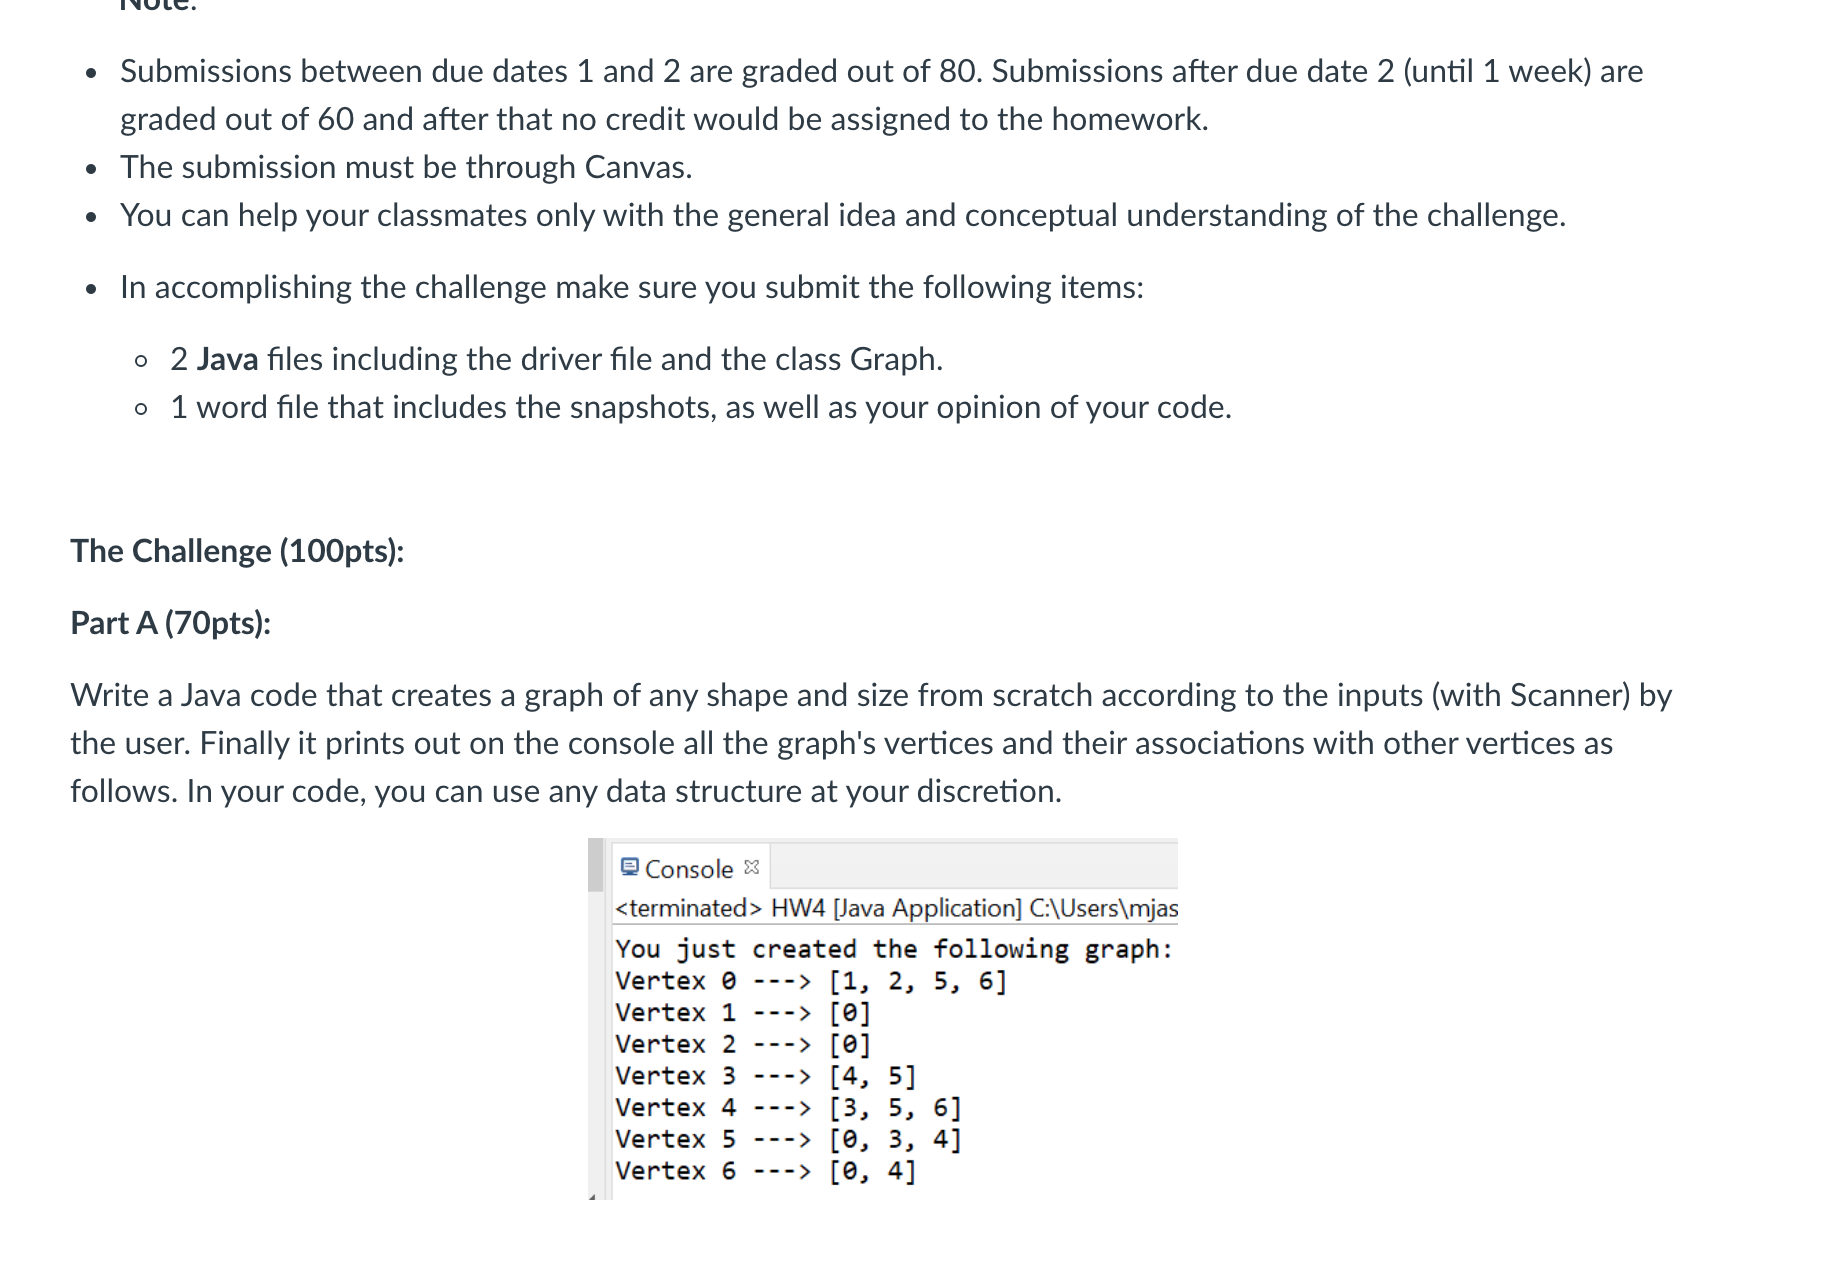 Note:
Submissions between due dates 1 and 2 are graded out of 80. Submissions after due date 2 (until 1 week) are
graded out of 60 and after that no credit would be assigned to the homework.
The submission must be through Canvas.
You can help your classmates only with the general idea and conceptual understanding of the challenge.
In accomplishing the challenge make sure you submit the following items:
2 Java files including the driver file and the class Graph.
1 word file that includes the snapshots, as well as your opinion of your code.
The Challenge (100pts):
Part A (70pts):
Write a Java code that creates a graph of any shape and size from scratch according to the inputs (with Scanner) by
the user. Finally it prints out on the console all the graph's vertices and their associations with other vertices as
follows. In your code, you can use any data structure at your discretion.
Console
<terminated> HW4 [Java Application] C:\Users\mjas
You just created the following graph:
Vertex 0 ---> [1, 2, 5, 6]
Vertex 1 ---> [0]
Vertex 2 ---> [0]
Vertex 3 ---> [4, 5]
Vertex 4 ---> [3, 5, 6]
Vertex 5 ---> [0, 3, 4]
Vertex 6 ---> [0, 4]